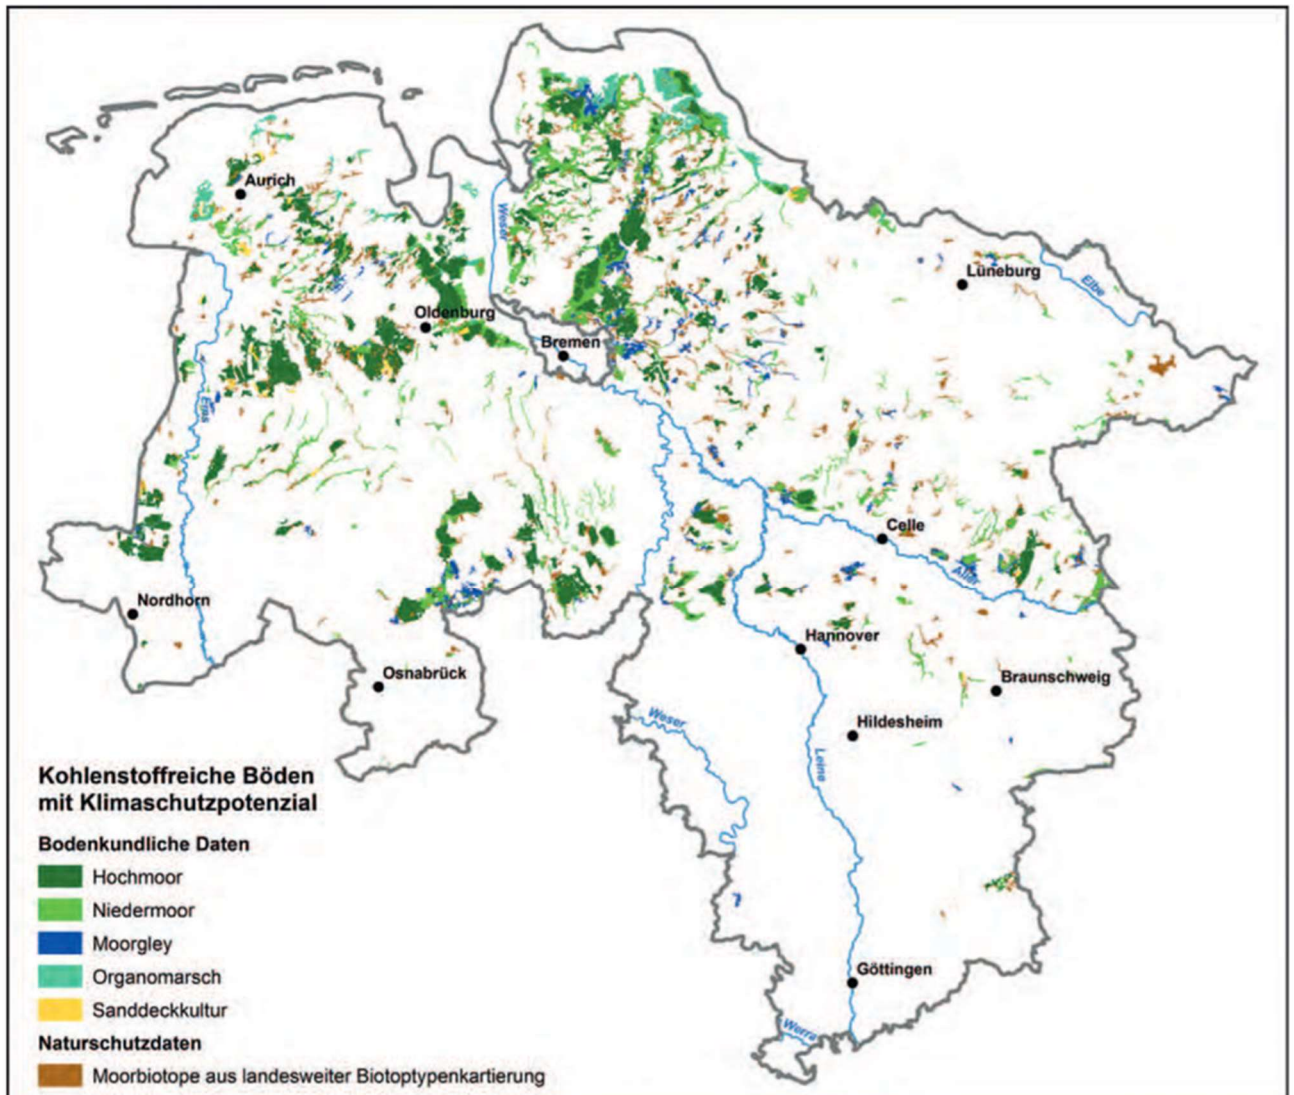 Aurich
Weser
Lüneburg
Elbe
Oldenburg
Bremen
Ems
Celle
Aller
Nordhorn
Hannover
Osnabrück
Braunschweig
Weser
Hildesheim
Leine
Kohlenstoffreiche Böden
mit Klimaschutzpotenzial
Bodenkundliche Daten
Hochmoor
Niedermoor
Moorgley
Organomarsch
Göttingen
Sanddeckkultur
Werra
Naturschutzdaten
Moorbiotope aus landesweiter Biotoptypenkartierung